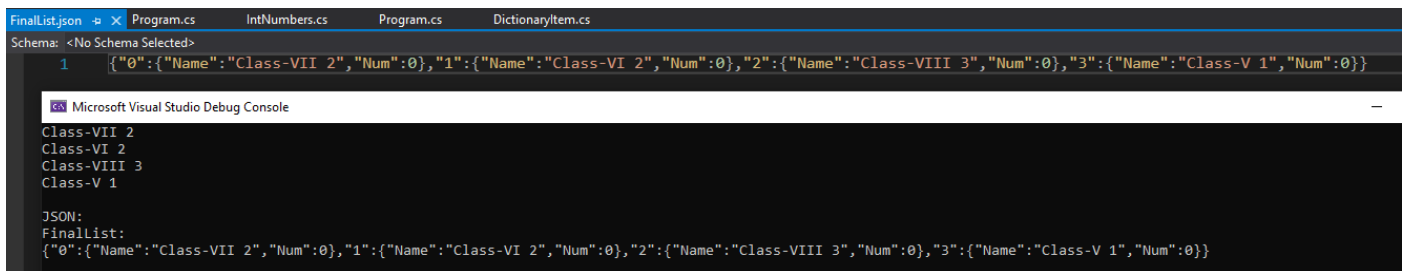 FinalList.json Program.cs IntNumbers.cs Program.cs DictionaryItem.cs
Schema: <No Schema Selected>
1 {"0":{"Name":"Class-VII 2","Num":0},"1":{"Name":"Class-VI 2","Num":0},"2":{"Name":"Class-VIII 3","Num":0},"3":{"Name":"Class-V 1","Num":0}}
C:\ Microsoft Visual Studio Debug Console
Class-VII 2
Class-VI 2
Class-VIII 3
Class-V 1
JSON:
FinalList:
{"0":{"Name":"Class-VII 2","Num":0},"1":{"Name":"Class-VI 2","Num":0},"2":{"Name":"Class-VIII 3","Num":0},"3":{"Name":"Class-V 1","Num":0}}